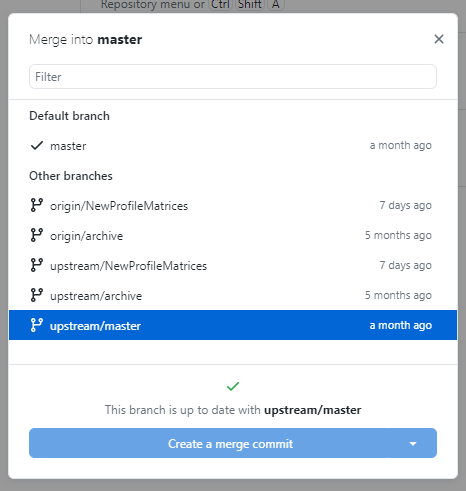 Repository menu or Ctrl Shift A
Merge into master
Filter
Default branch
master a month ago
Other branches
origin/NewProfileMatrices 7 days ago
origin/archive 5 months ago
upstream/NewProfileMatrices 7 days ago
upstream/archive 5 months ago
upstream/master a month ago
This branch is up to date with upstream/master
Create a merge commit